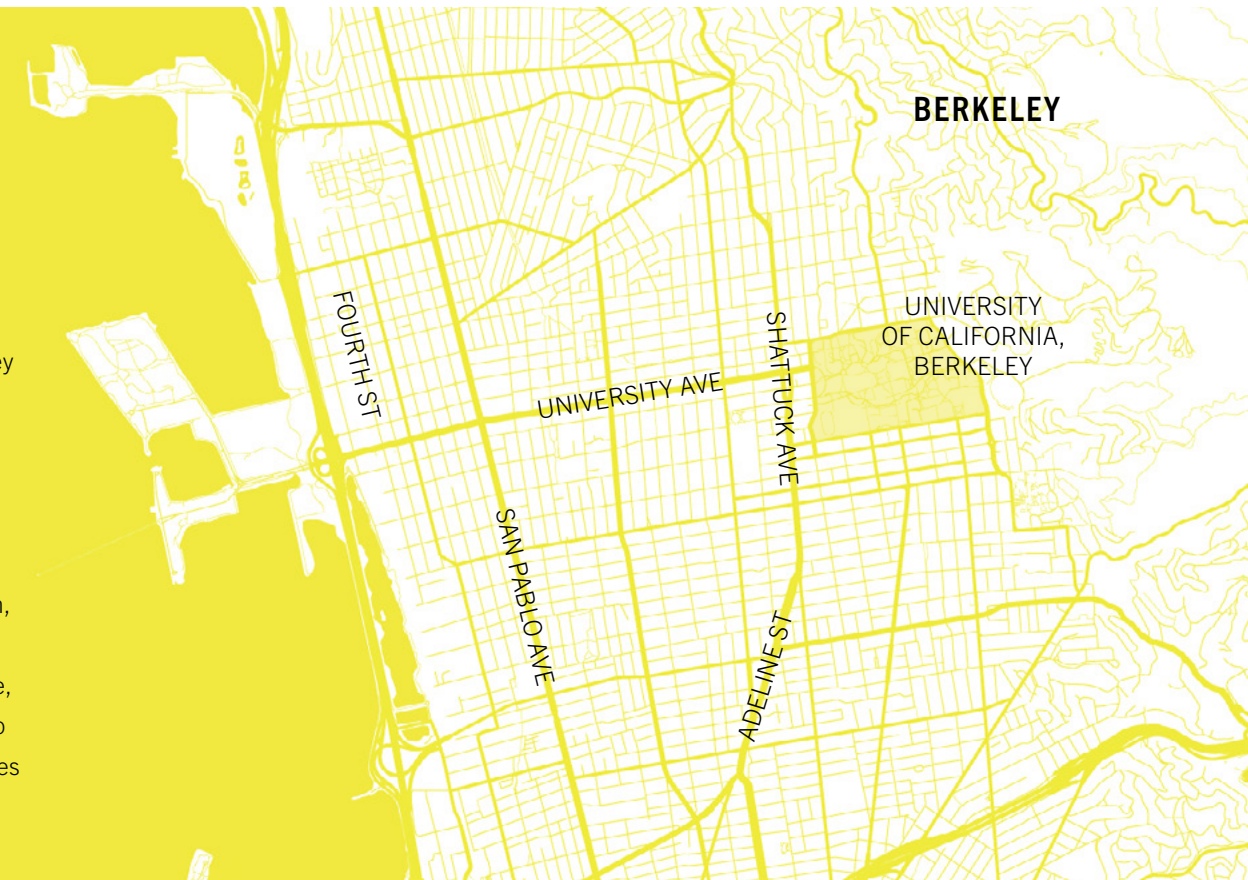 BERKELEY
UNIVERSITY
OF CALIFORNIA,
BERKELEY
FOURTH ST
UNIVERSITY AVE
SHATTUCK AVE
SAN PABLO AVE
ADELINE ST